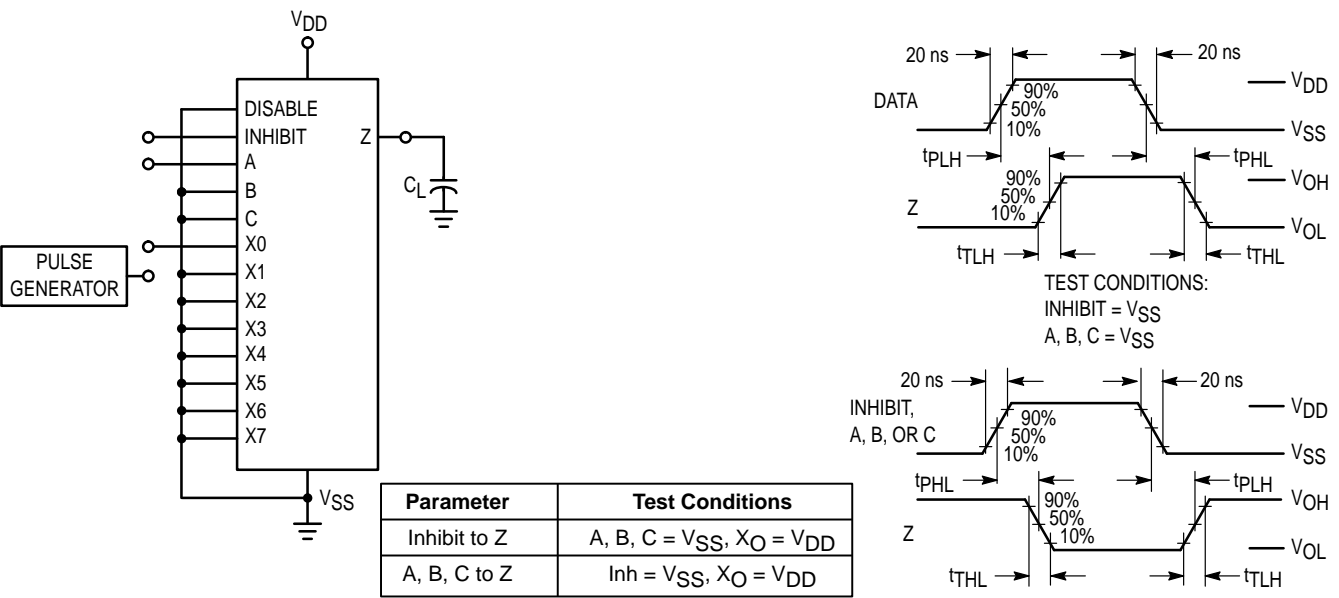 VDD
DISABLE
INHIBIT
A
B
C
X0
X1
X2
X3
X4
X5
X6
X7
Z
CL
PULSE
GENERATOR
VSS
Parameter Test Conditions
Inhibit to Z A, B, C = VSS, XO = VDD
A, B, C to Z Inh = VSS, XO = VDD
20 ns 20 ns
DATA
90%
50%
10%
VDD
VSS
tPLH tPHL
Z
90%
50%
10%
VOH
VOL
tTLH tTHL
TEST CONDITIONS:
INHIBIT = VSS
A, B, C = VSS
20 ns 20 ns
INHIBIT,
A, B, OR C
90%
50%
10%
VDD
VSS
tPHL tPLH
Z
90%
50%
10%
VOH
VOL
tTHL tTLH